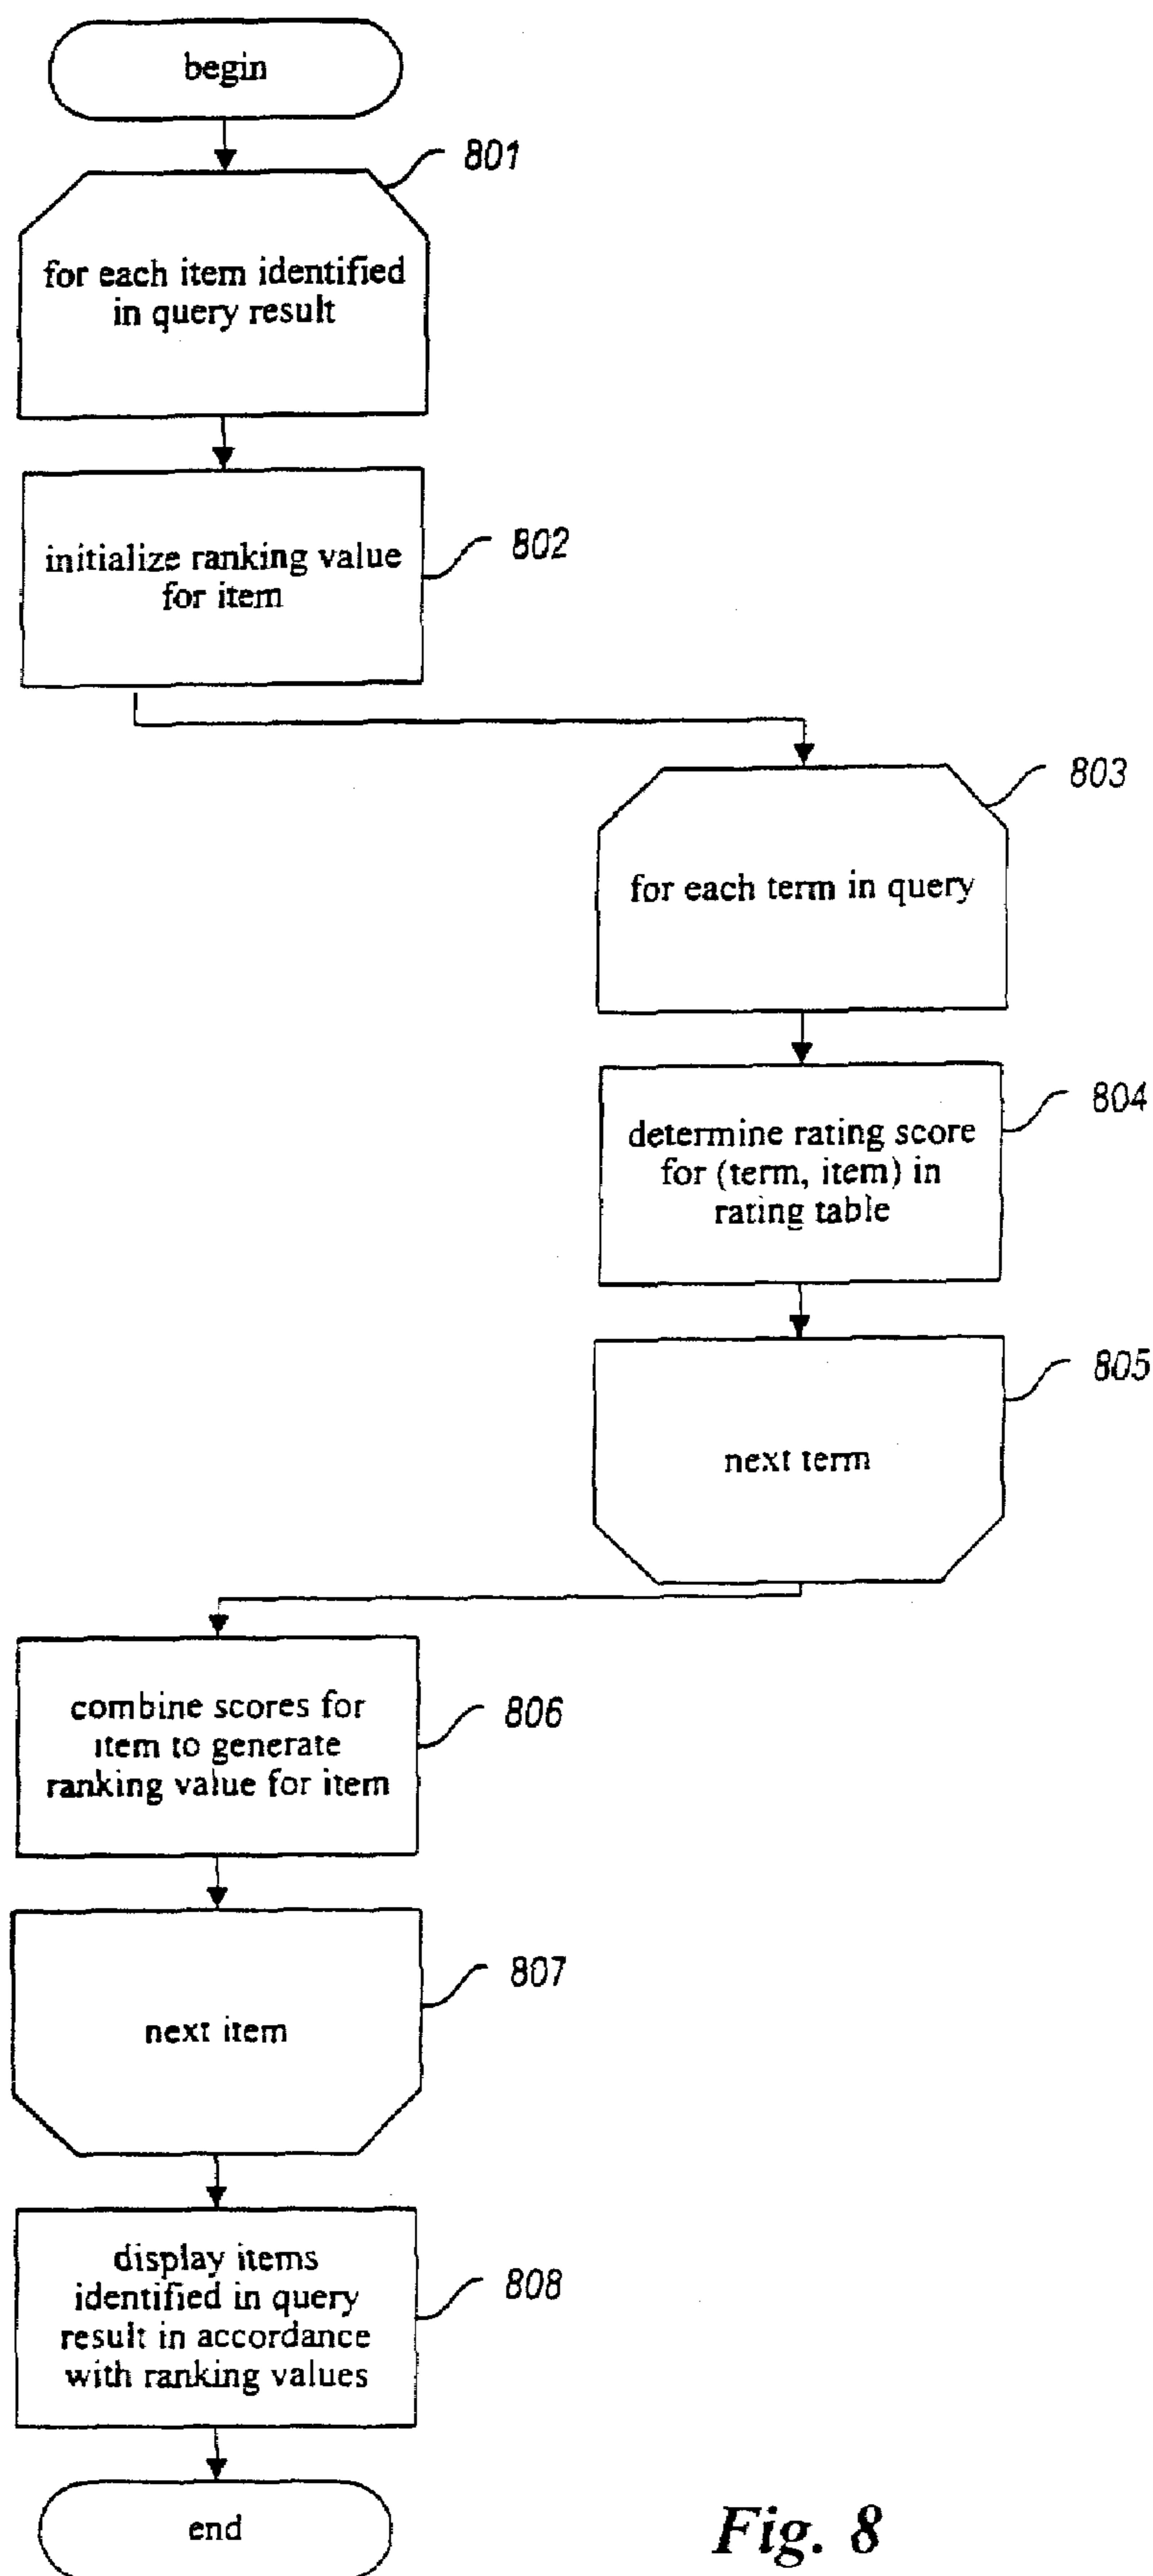 begin
801
for each item identified
in query result
802
initialize ranking value
for item
803
for each term in query
804
determine rating score
for (term, item) in
rating table
805
next term
806
combine scores for
item to generate
ranking value for item
807
next item
808
display items
identified in query
result in accordance
with ranking values
end
Fig. 8